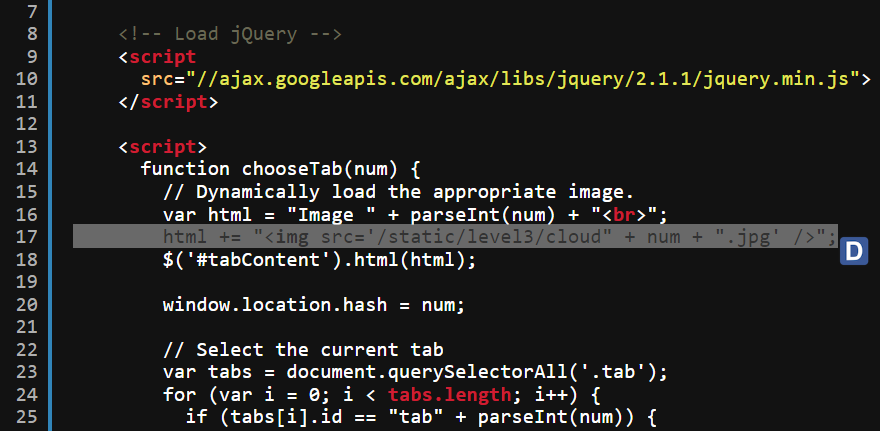 7
8 <!-- Load jQuery -->
9 <script
10 src="//ajax.googleapis.com/ajax/libs/jquery/2.1.1/jquery.min.js">
11 </script>
12
13 <script>
14 function chooseTab(num) {
15 // Dynamically load the appropriate image.
16 var html = "Image " + parseInt(num) + "<br>";
17 html += "<img src='/static/level3/cloud" + num + ".jpg' />";
D
18 $('#tabContent').html(html);
19
20 window.location.hash = num;
21
22 // Select the current tab
23 var tabs = document.querySelectorAll('.tab');
24 for (var i = 0; i < tabs.length; i++) {
25 if (tabs[i].id == "tab" + parseInt(num)) {